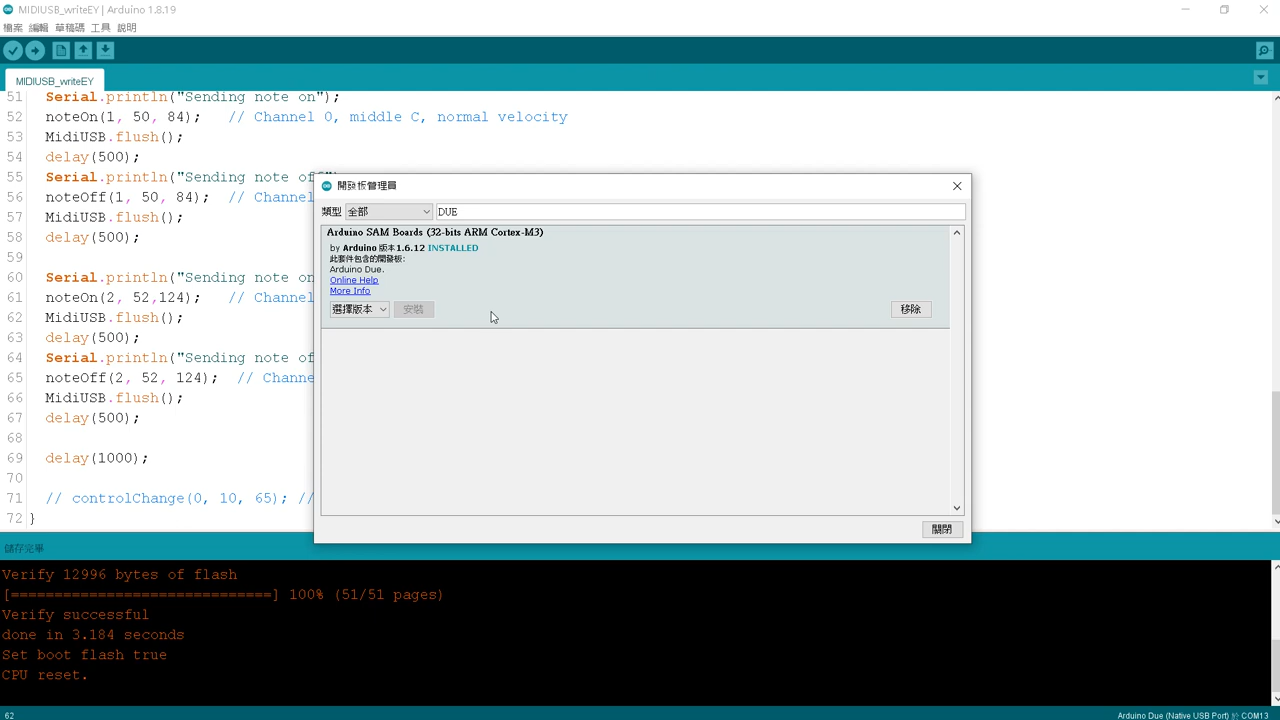 MIDIUSB_writeEY | Arduino 1.8.19
檔案 編輯 草稿碼 工具 說明
MIDIUSB_writeEY
51 Serial.println("Sending note on");
52 noteOn(1, 50, 84); // Channel 0, middle C, normal velocity
53 MidiUSB.flush();
54 delay(500);
55 Serial.println("Sending note off"
56 noteOff(1, 50, 84); // Channel
57 MidiUSB.flush();
58 delay(500);
59
60 Serial.println("Sending note on
61 noteOn(2, 52,124); // Channel
62 MidiUSB.flush();
63 delay(500);
64 Serial.println("Sending note of
65 noteOff(2, 52, 124); // Channe
66 MidiUSB.flush();
67 delay(500);
68
69 delay(1000);
70
71 // controlChange(0, 10, 65); //
72 }
開發板管理員
類型 全部 DUE
Arduino SAM Boards (32-bits ARM Cortex-M3)
by Arduino 版本1.6.12 INSTALLED
此套件包含的開發板:
Arduino Due.
Online Help
More Info
選擇版本 安裝 移除
關閉
儲存完畢
Verify 12996 bytes of flash
[==============================] 100% (51/51 pages)
Verify successful
done in 3.184 seconds
Set boot flash true
CPU reset.
62 Arduino Due (Native USB Port) 於 COM13